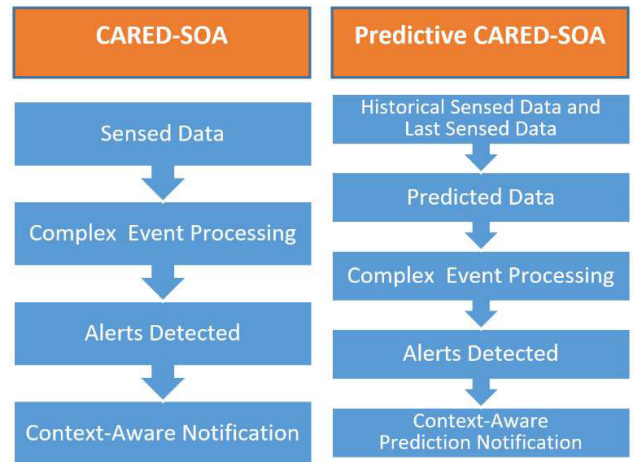 CARED-SOA
Sensed Data
Complex Event Processing
Alerts Detected
Context-Aware Notification
Predictive CARED-SOA
Historical Sensed Data and
Last Sensed Data
Predicted Data
Complex Event Processing
Alerts Detected
Context-Aware
Prediction Notification